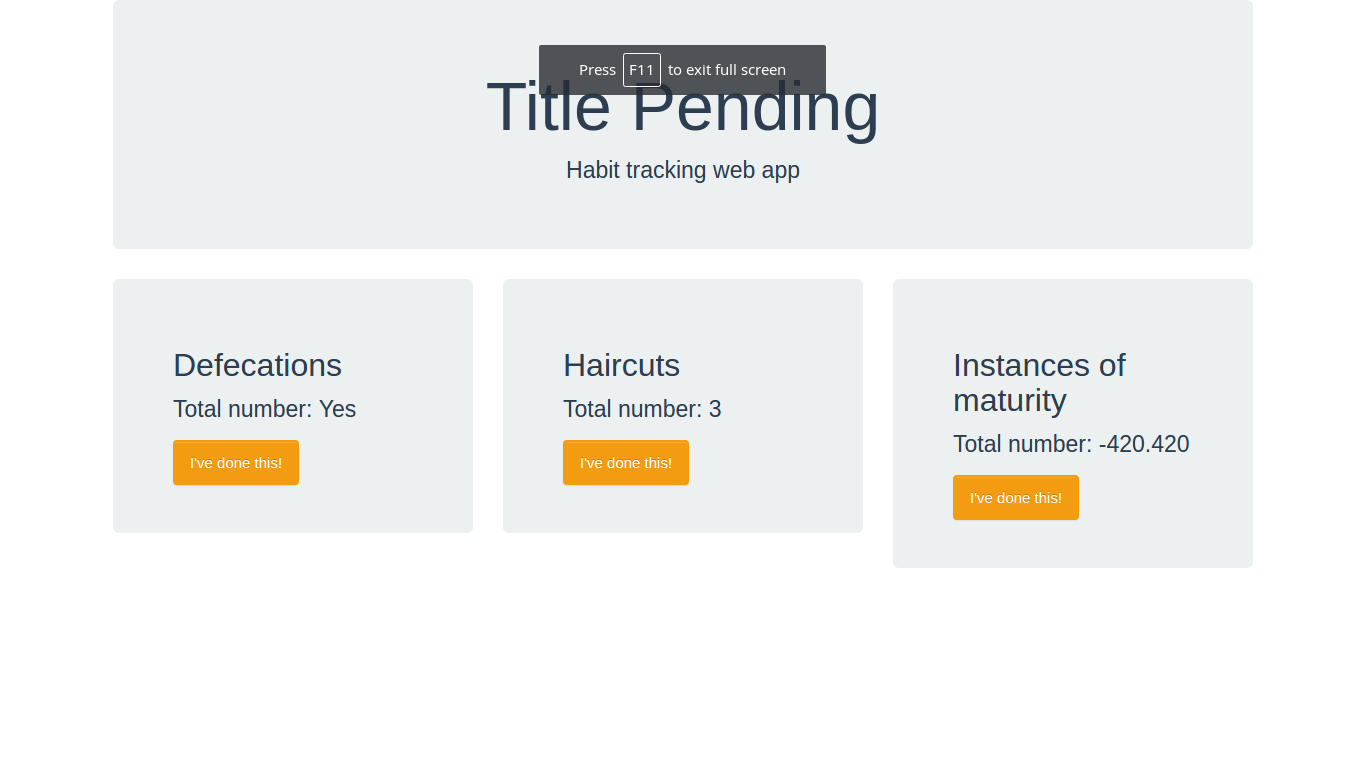 Press F11 to exit full screen
Title Pending
Habit tracking web app
Defecations
Total number: Yes
I've done this!
Haircuts
Total number: 3
I've done this!
Instances of
maturity
Total number: -420.420
I've done this!